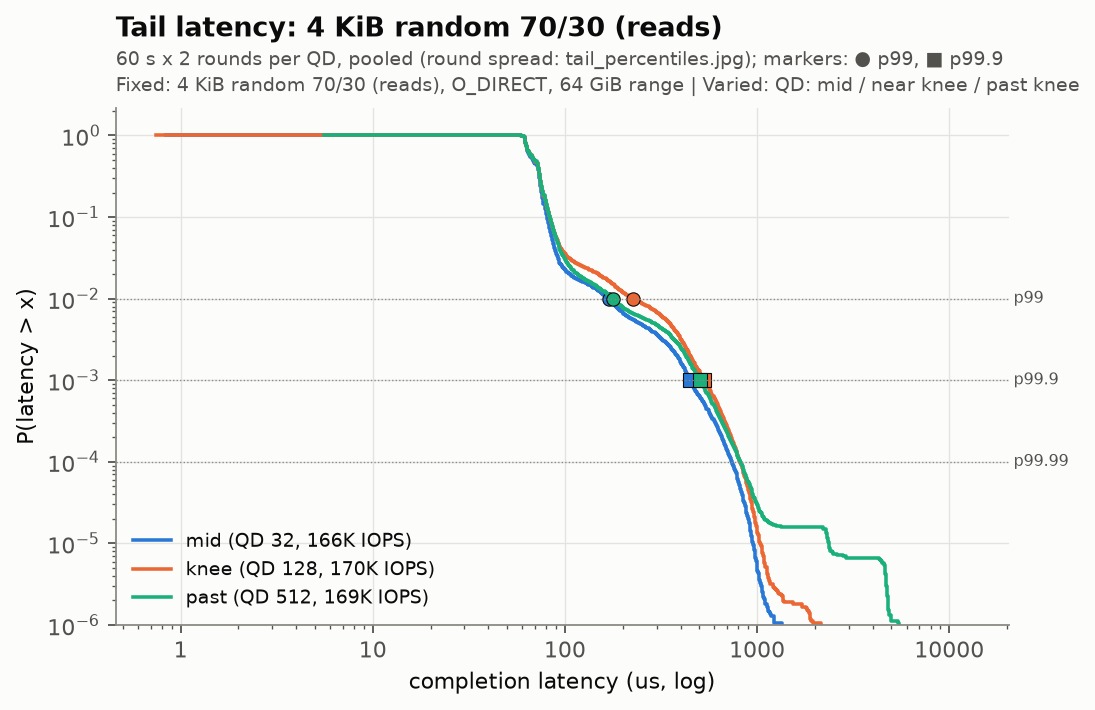 Tail latency: 4 KiB random 70/30 (reads)
60 s x 2 rounds per QD, pooled (round spread: tail_percentiles.jpg); markers: ● p99, ■ p99.9
Fixed: 4 KiB random 70/30 (reads), O_DIRECT, 64 GiB range | Varied: QD: mid / near knee / past knee
P(latency > x)
10⁰
10⁻¹
10⁻²
10⁻³
10⁻⁴
10⁻⁵
10⁻⁶
p99
p99.9
p99.99
mid (QD 32, 166K IOPS)
knee (QD 128, 170K IOPS)
past (QD 512, 169K IOPS)
1 10 100 1000 10000
completion latency (us, log)